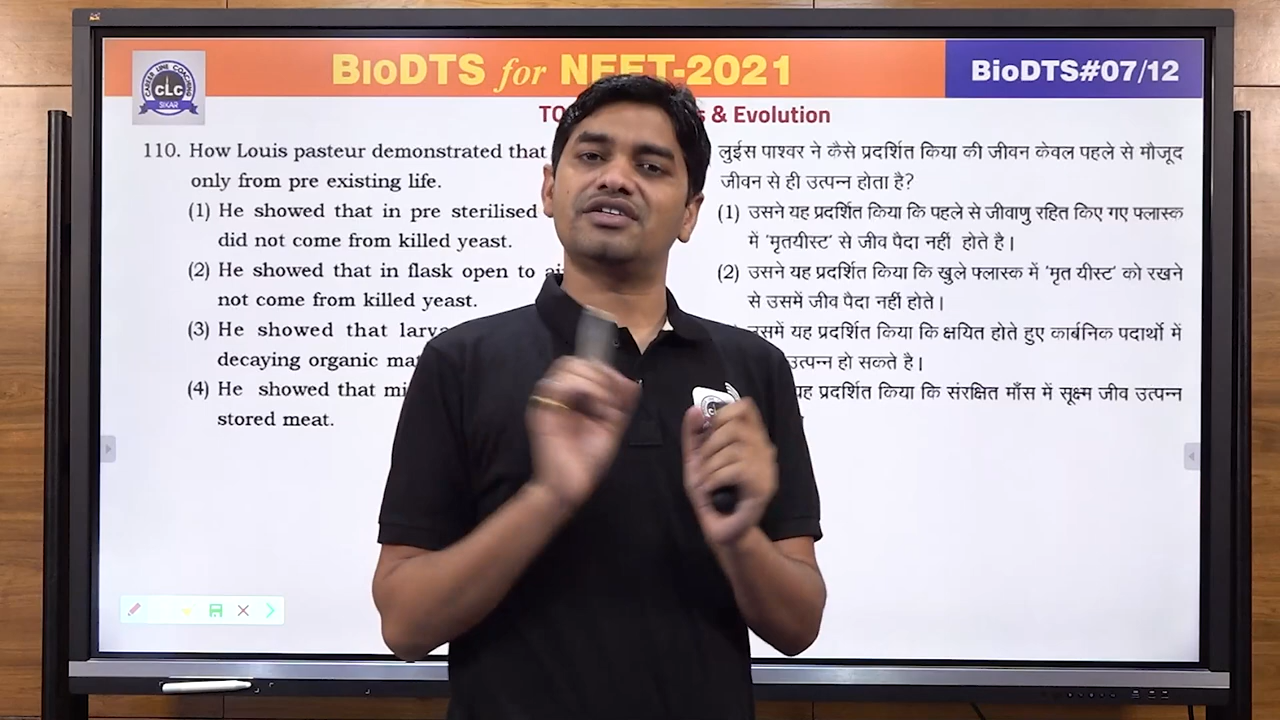 BIODTS for NEET-2021
BioDTS#07/12
CAREER LINE COACHING
CLC
SIKAR
& Evolution
110. How Louis pasteur demonstrated that
only from pre existing life.
(1) He showed that in pre sterilised
did not come from killed yeast.
(2) He showed that in flask open to
not come from killed yeast.
(3) He showed that
decaying organic
(4) He showed that
stored meat.
लुईस पाश्वर ने कैसे प्रदर्शित किया की जीवन केवल पहले से मौजूद
जीवन से ही उत्पन्न होता है?
(1) उसने यह प्रदर्शित किया कि पहले से जीवाणु रहित किए गए फ्लास्क
में 'मृतयीस्ट' से जीव पैदा नहीं होते है।
(2) उसने यह प्रदर्शित किया कि खुले फ्लास्क में 'मृत यीस्ट' को रखने
से उसमें जीव पैदा नहीं होते।
उसमें यह प्रदर्शित किया कि क्षयित होते हुए कार्बनिक पदार्थो में
उत्पन्न हो सकते है।
यह प्रदर्शित किया कि संरक्षित माँस में सूक्ष्म जीव उत्पन्न